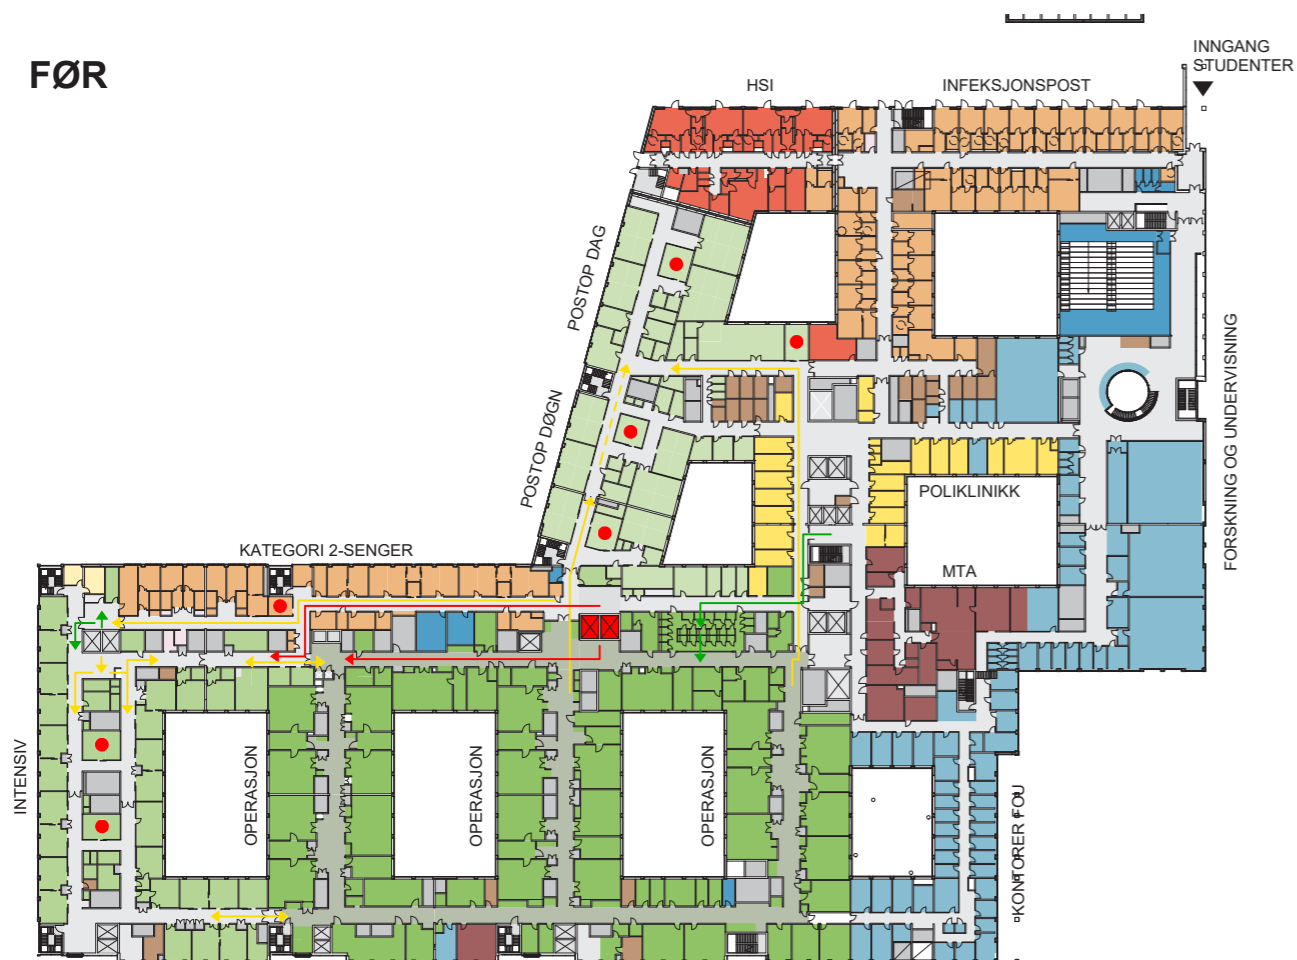 FØR
INNGANG
STUDENTER
HSI
INFEKSJONSPOST
POSTOP DAG
POSTOP DØGN
FORSKNING OG UNDERVISNING
POLIKLINIKK
KATEGORI 2-SENGER
MTA
INTENSIV
OPERASJON
OPERASJON
OPERASJON
KONTORER FOU